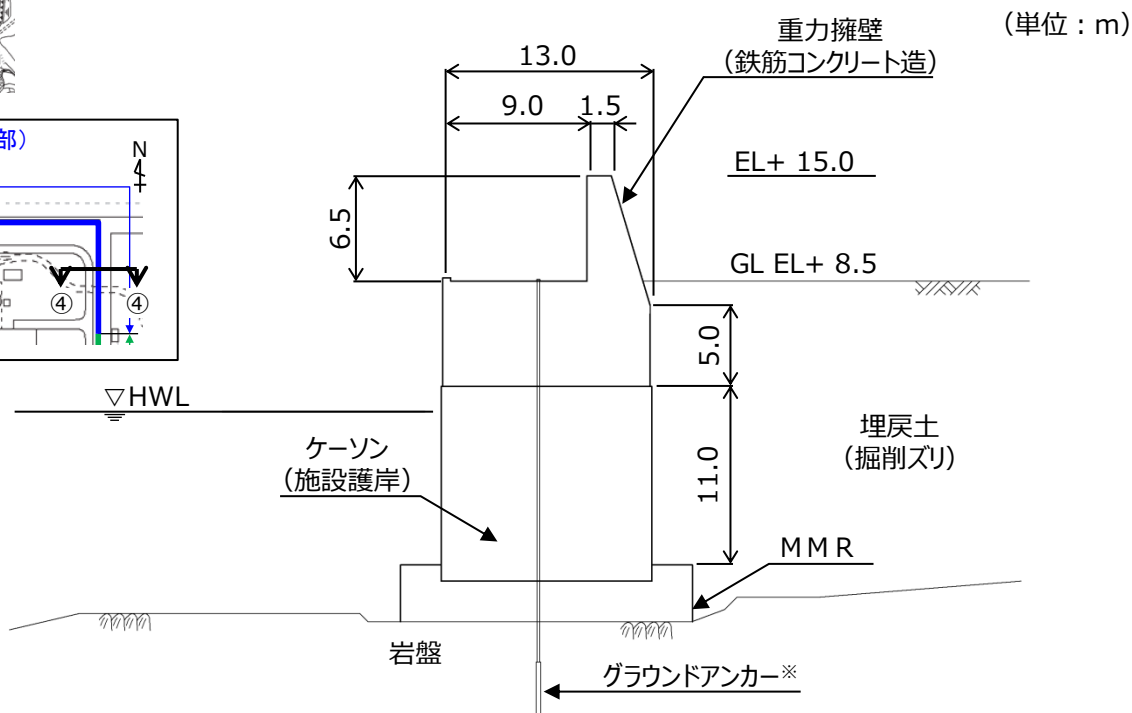 （単位：m）
重力擁壁
（鉄筋コンクリート造）
13.0
9.0 1.5
部）
N
EL+ 15.0
6.5
GL EL+ 8.5
④ ④
5.0
▽HWL
埋戻土
（掘削ズリ）
ケーソン
（施設護岸）
11.0
MMR
岩盤
グラウンドアンカー※